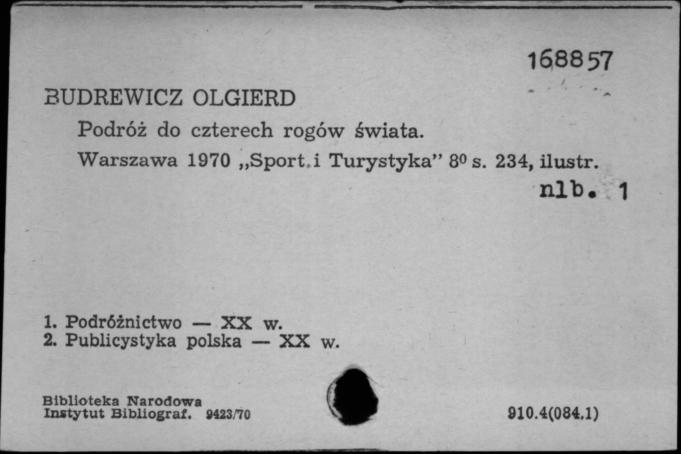 168857
BUDREWICZ OLGIERD
Podróż do czterech rogów świata.
Warszawa 1970 „Sport i Turystyka” 8⁰ s. 234, ilustr.
nlb. 1
1. Podróżnictwo — XX w.
2. Publicystyka polska — XX w.
Biblioteka Narodowa
Instytut Bibliograf. 9423/70
910.4(084.1)